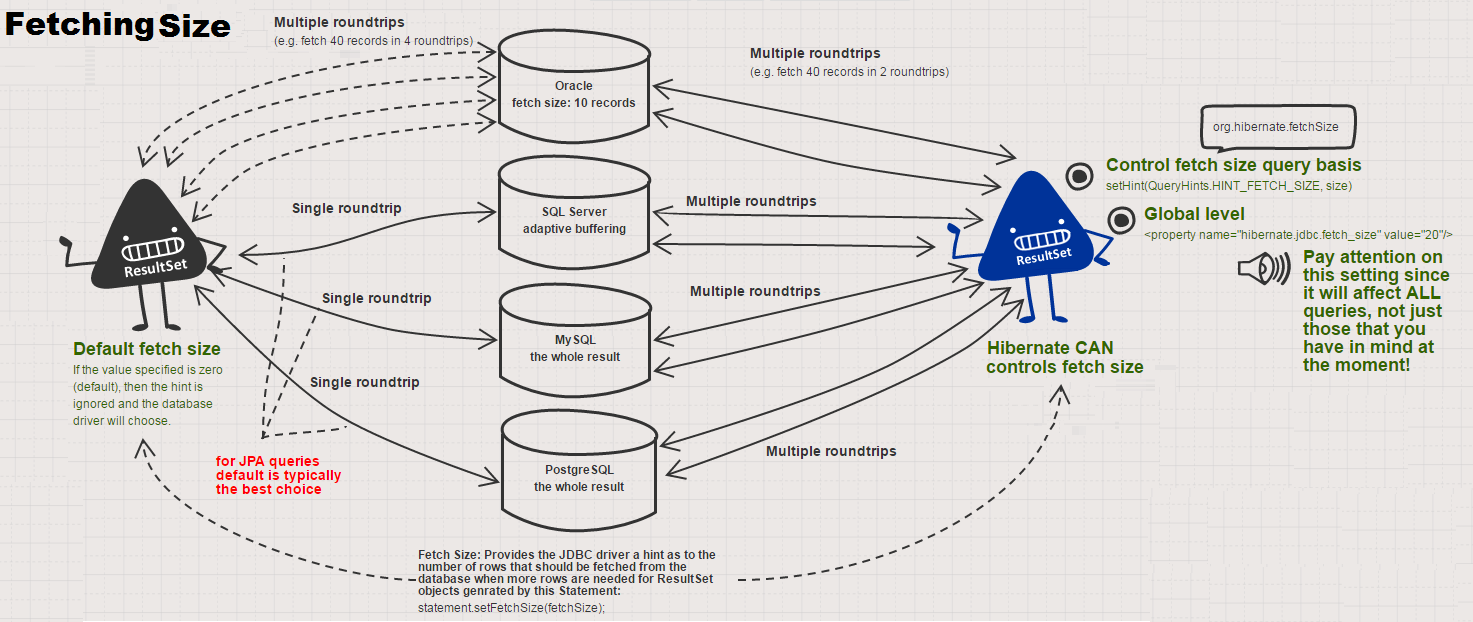 Fetching Size
Multiple roundtrips
(e.g. fetch 40 records in 4 roundtrips)
Oracle
fetch size: 10 records
Multiple roundtrips
(e.g. fetch 40 records in 2 roundtrips)
org.hibernate.fetchSize
Control fetch size query basis
setHint(QueryHints.HINT_FETCH_SIZE, size)
Single roundtrip
SQL Server
adaptive buffering
Multiple roundtrips
Global level
<property name="hibernate.jdbc.fetch_size" value="20"/>
ResultSet
ResultSet
Pay attention on
this setting since
it will affect ALL
queries, not just
those that you
have in mind at
the moment!
Single roundtrip
MySQL
the whole result
Multiple roundtrips
Default fetch size
If the value specified is zero
(default), then the hint is
ignored and the database
driver will choose.
Hibernate CAN
controls fetch size
Single roundtrip
for JPA queries
default is typically
the best choice
PostgreSQL
the whole result
Multiple roundtrips
Fetch Size: Provides the JDBC driver a hint as to the
number of rows that should be fetched from the
database when more rows are needed for ResultSet
objects genrated by this Statement:
statement.setFetchSize(fetchSize);